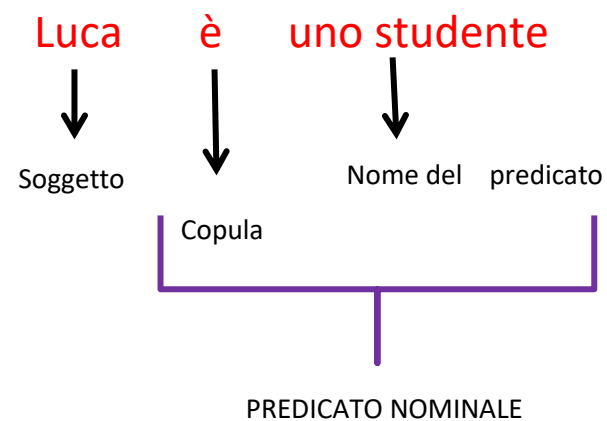 Luca è uno studente
Soggetto
Nome del predicato
Copula
PREDICATO NOMINALE